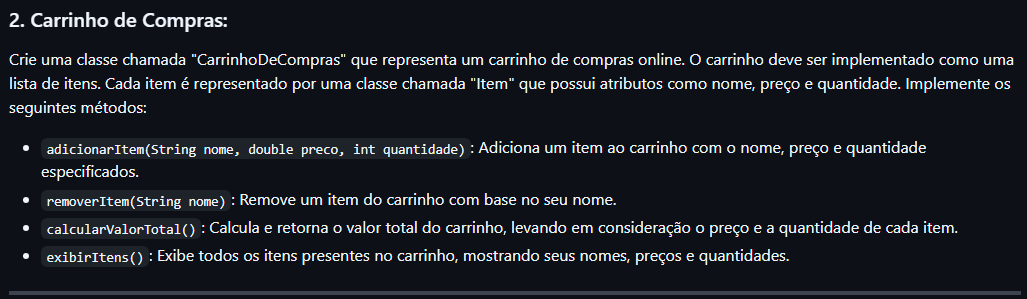 2. Carrinho de Compras:
Crie uma classe chamada "CarrinhoDeCompras" que representa um carrinho de compras online. O carrinho deve ser implementado como uma
lista de itens. Cada item é representado por uma classe chamada "Item" que possui atributos como nome, preço e quantidade. Implemente os
seguintes métodos:
• adicionarItem(String nome, double preco, int quantidade): Adiciona um item ao carrinho com o nome, preço e quantidade
especificados.
• removerItem(String nome): Remove um item do carrinho com base no seu nome.
• calcularValorTotal(): Calcula e retorna o valor total do carrinho, levando em consideração o preço e a quantidade de cada item.
• exibirItens(): Exibe todos os itens presentes no carrinho, mostrando seus nomes, preços e quantidades.